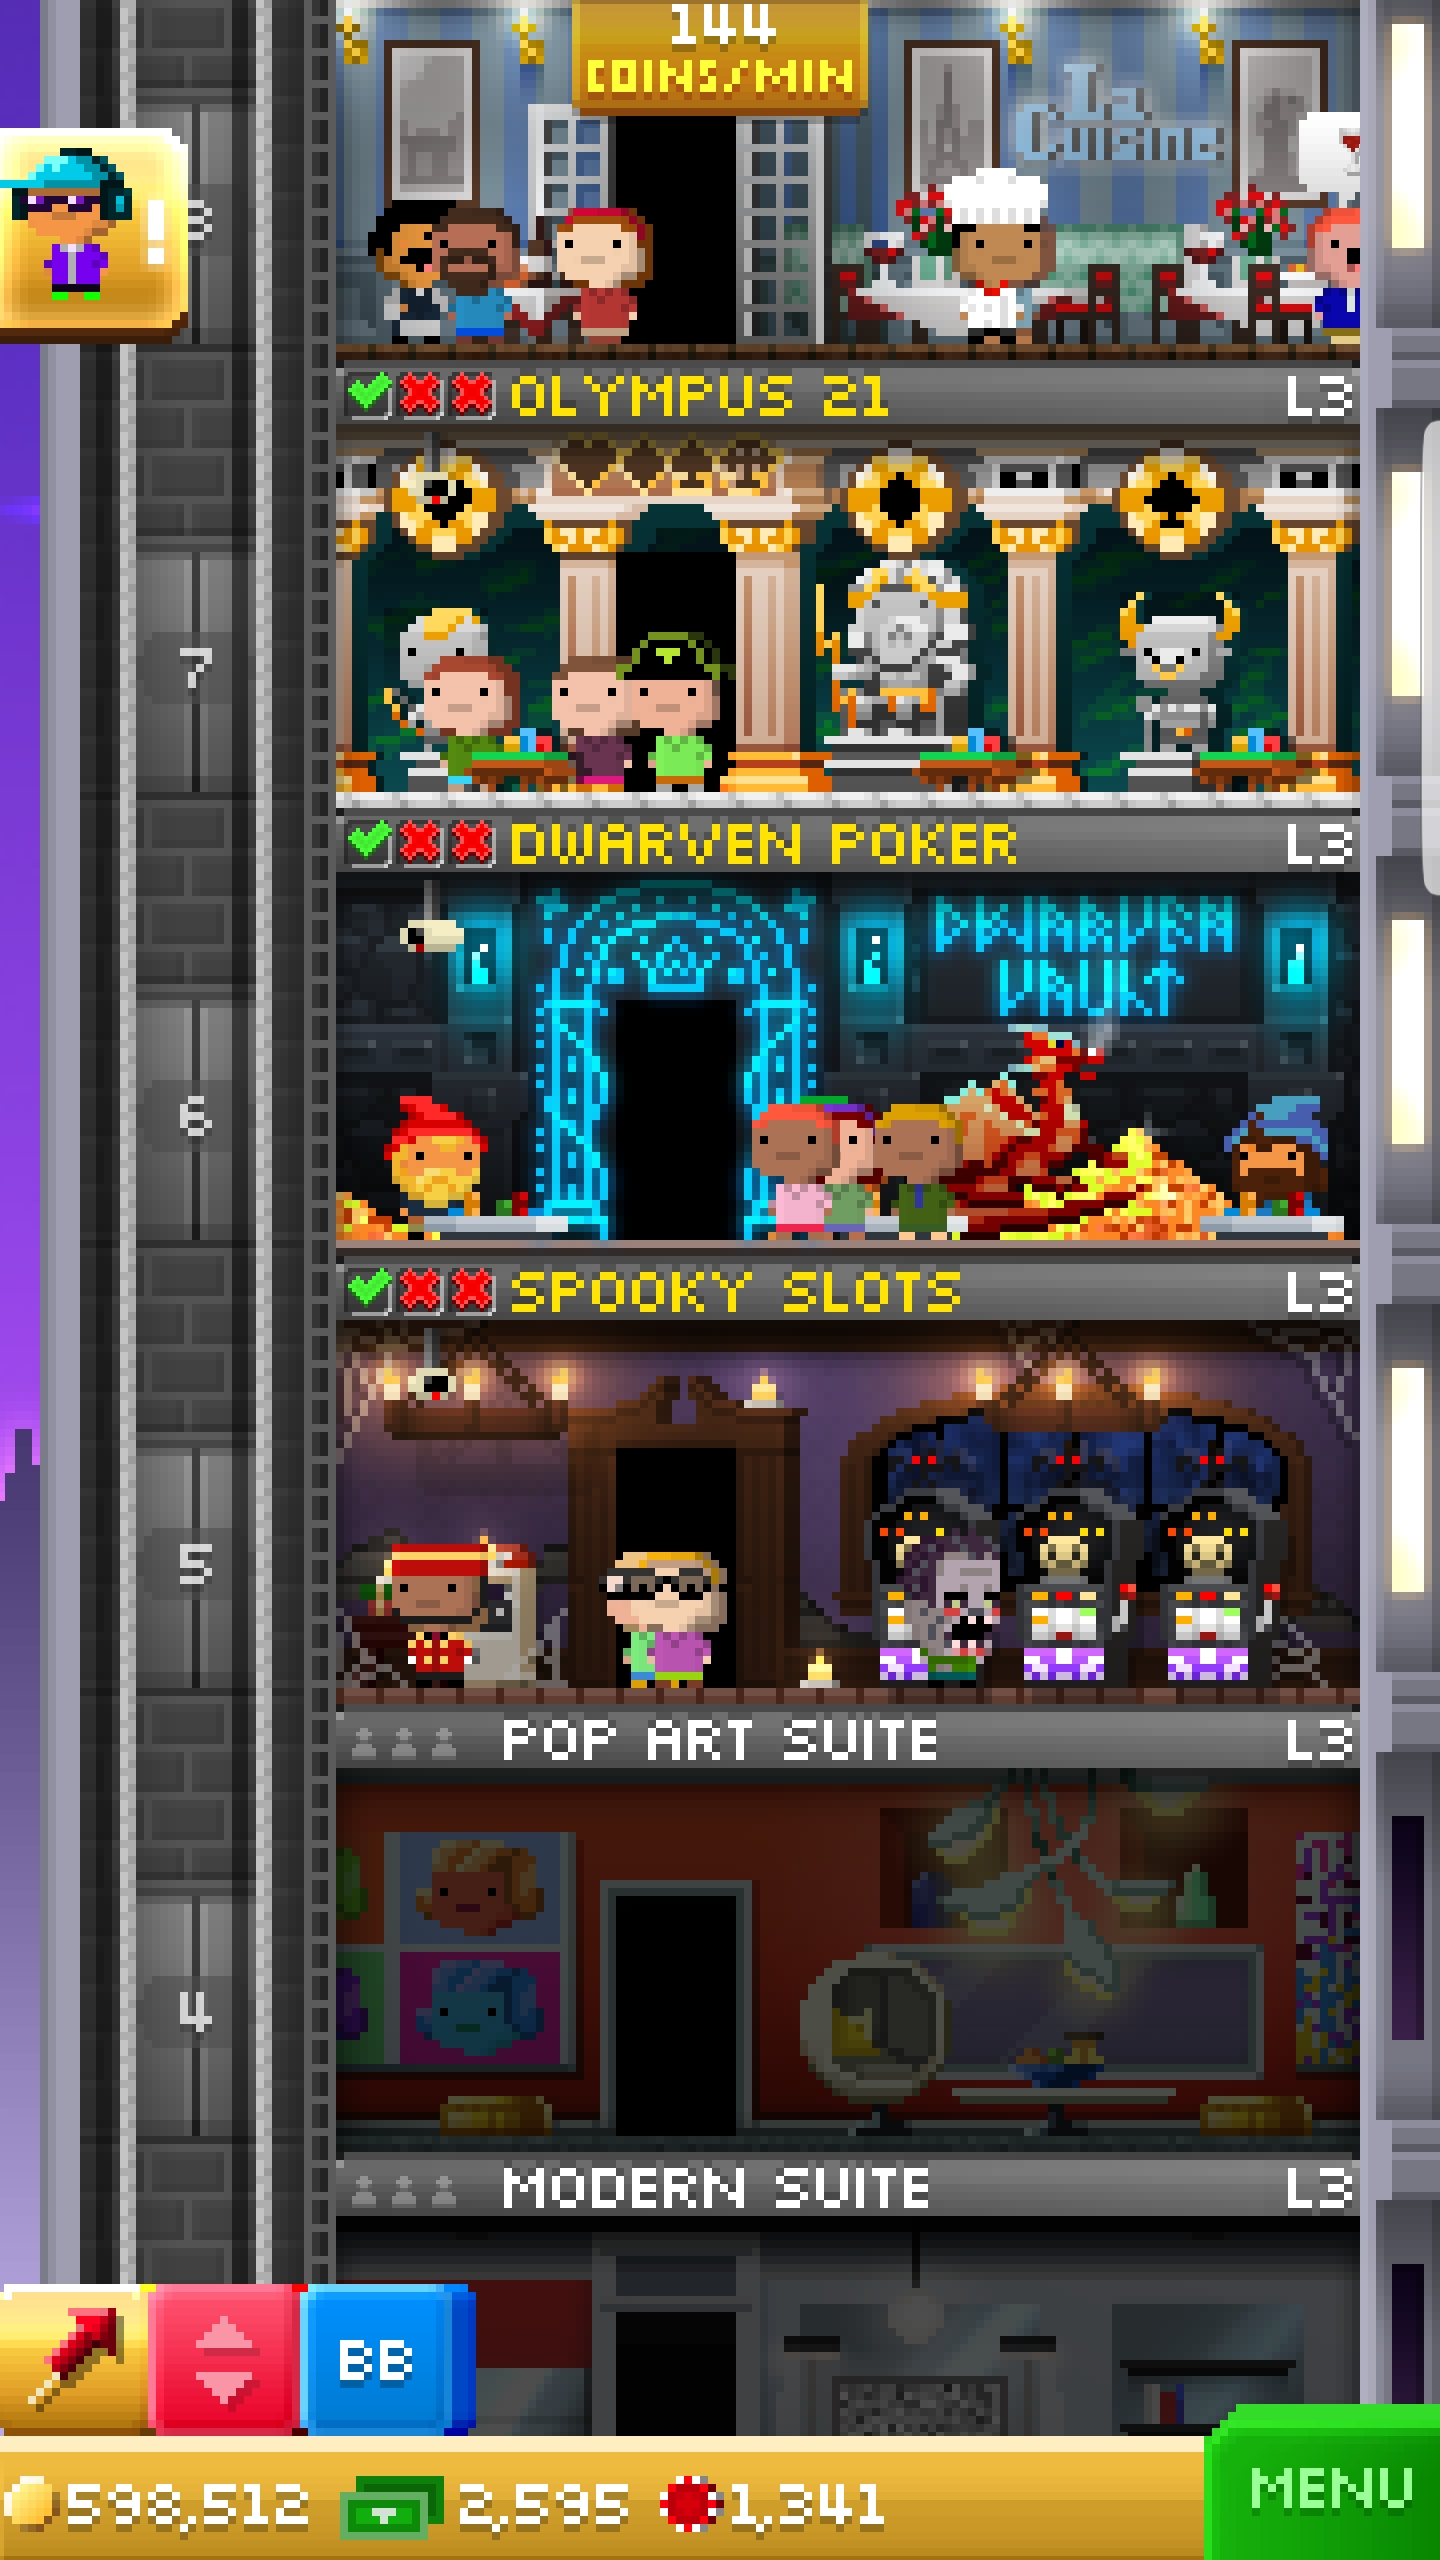 144
COINS/MIN
La
Cuisine
!
OLYMPUS 21 L3
7
DWARVEN POKER L3
DWARVEN
VAULT
6
SPOOKY SLOTS L3
5
POP ART SUITE L3
4
MODERN SUITE L3
BB
598,512 2,595 1,341
MENU